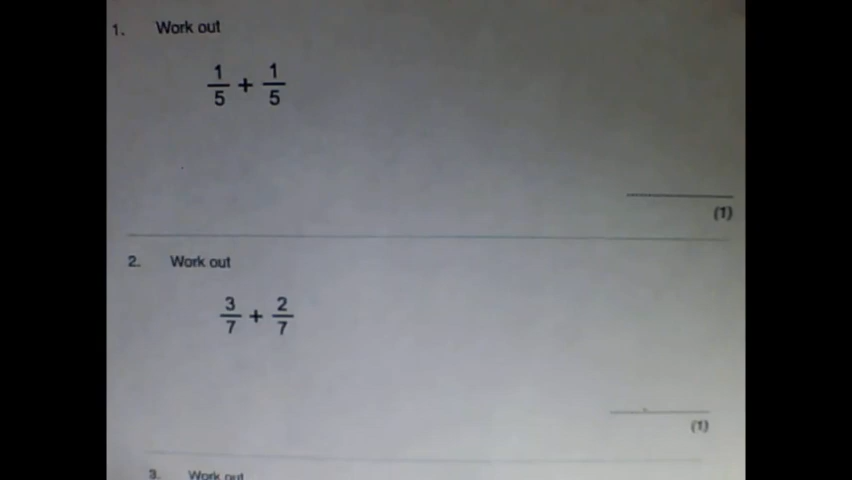 1. Work out
1/5 + 1/5
(1)
2. Work out
3/7 + 2/7
(1)
3. Work out